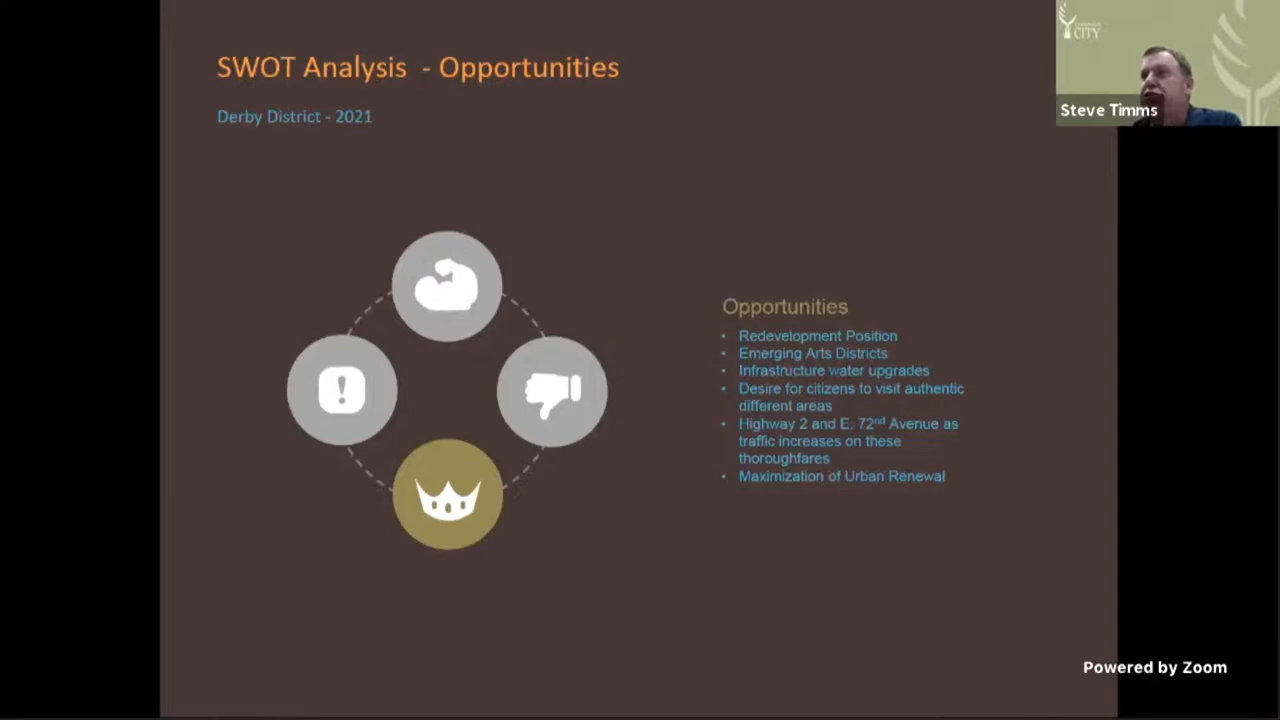 SWOT Analysis - Opportunities
Derby District - 2021
CITY
Steve Timms
Opportunities
• Redevelopment Position
• Emerging Arts Districts
• Infrastructure water upgrades
• Desire for citizens to visit authentic
different areas
• Highway 2 and E. 72nd Avenue as
traffic increases on these
thoroughfares
• Maximization of Urban Renewal
Powered by Zoom